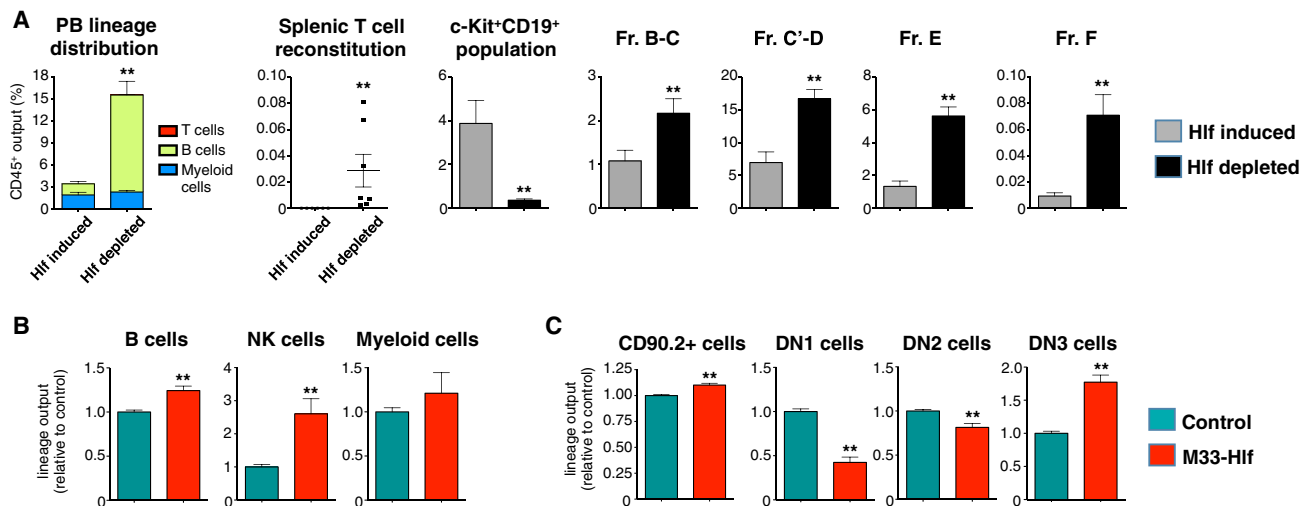 A
PB lineage
distribution
CD45+ output (%)
18
15
12
9
6
3
0
**
T cells
B cells
Myeloid
cells
Hlf induced
Hlf depleted
Splenic T cell
reconstitution
0.10
0.08
0.06
0.04
0.02
0
**
Hlf induced
Hlf depleted
c-Kit+CD19+
population
6
4
2
0
**
Fr. B-C
3
2
1
0
**
Fr. C'-D
20
15
10
5
0
**
Fr. E
8
6
4
2
0
**
Fr. F
0.10
0.08
0.06
0.04
0.02
0
**
Hlf induced
Hlf depleted
B
lineage output
(relative to control)
B cells
1.5
1.0
0.5
0
**
NK cells
4
3
2
1
0
**
Myeloid cells
1.5
1.0
0.5
0
C
lineage output
(relative to control)
CD90.2+ cells
1.25
1.00
0.75
0.50
0.25
0
**
DN1 cells
1.5
1.0
0.5
0
**
DN2 cells
1.5
1.0
0.5
0
**
DN3 cells
2.0
1.5
1.0
0.5
0
**
Control
M33-Hlf